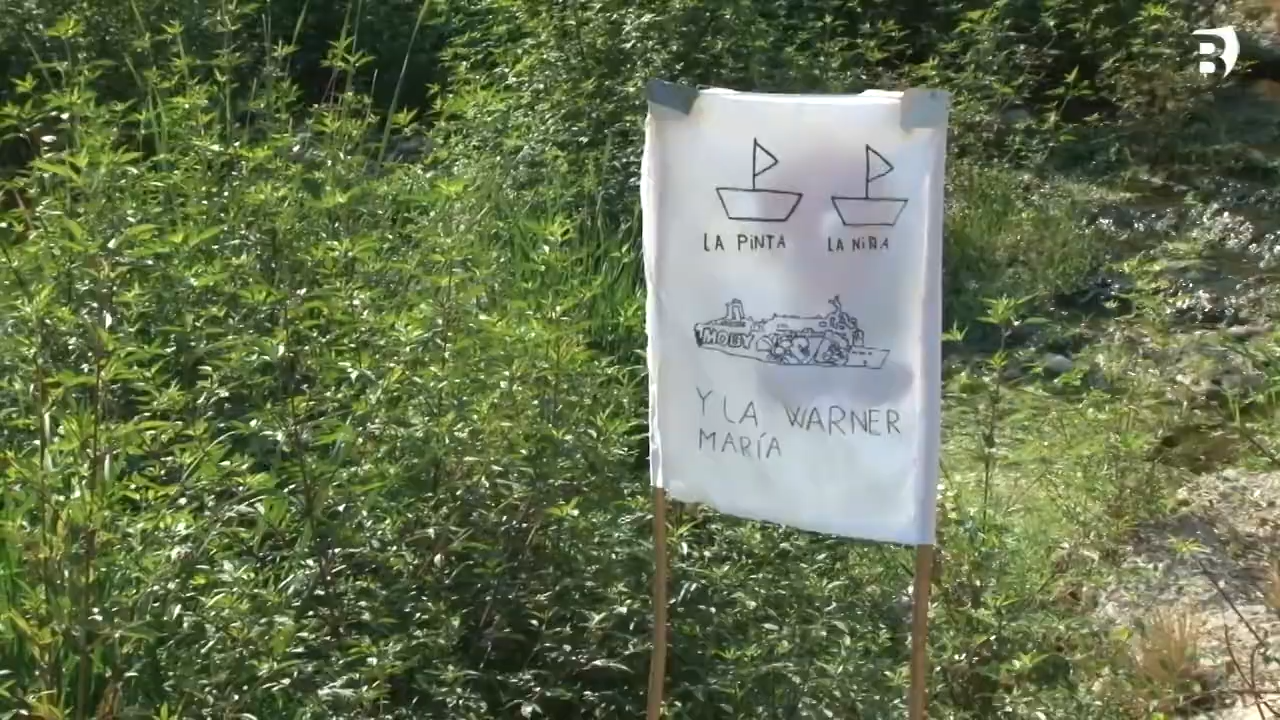 B
LA PiNTA
LA NiÑA
MOBY
Y LA WARNER
MARÍA